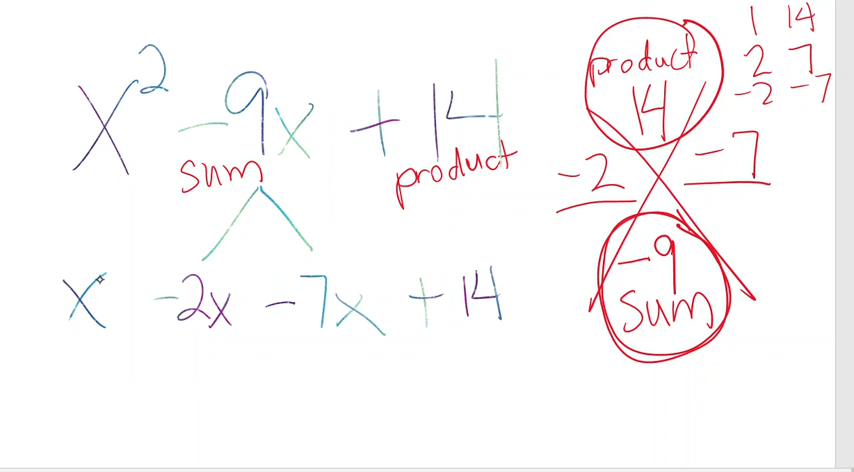 x² - 9x + 14
sum
product
x - 2x - 7x + 14
product
14
-2
-7
-9
sum
1 14
2 7
-2 -7